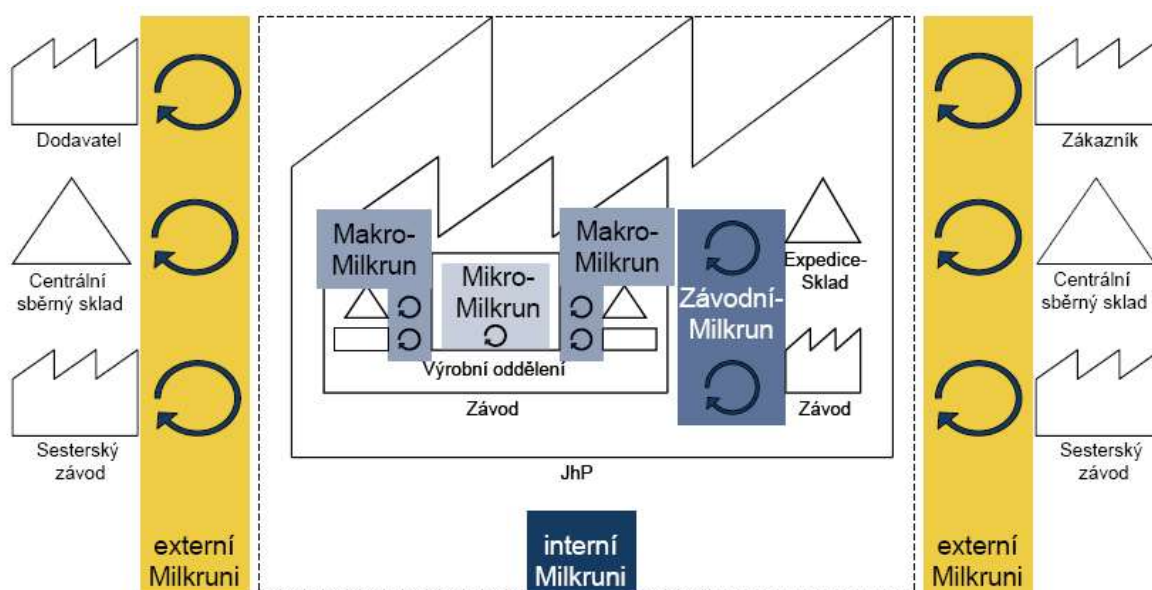 Dodavatel
Centrální
sběrný sklad
Sesterský
závod
externí
Milkruni
Makro-
Milkrun
Mikro-
Milkrun
Makro-
Milkrun
Výrobní oddělení
Závod
Závodní-
Milkrun
Expedice-
Sklad
Závod
JhP
interní
Milkruni
Zákazník
Centrální
sběrný sklad
Sesterský
závod
externí
Milkruni